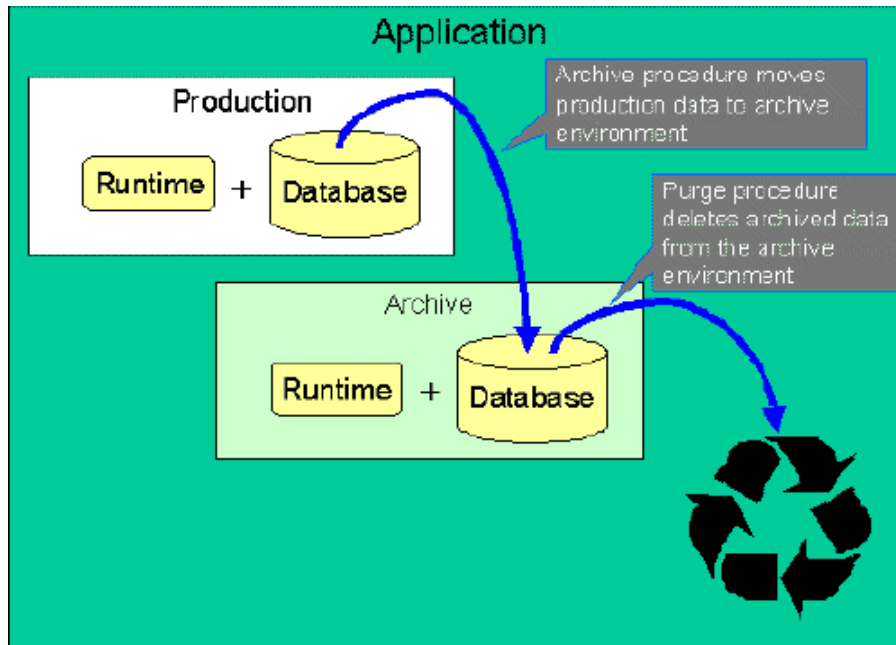 Application
Production
Runtime
+
Database
Archive procedure moves
production data to archive
environment
Purge procedure
deletes archived data
from the archive
environment
Archive
Runtime
+
Database